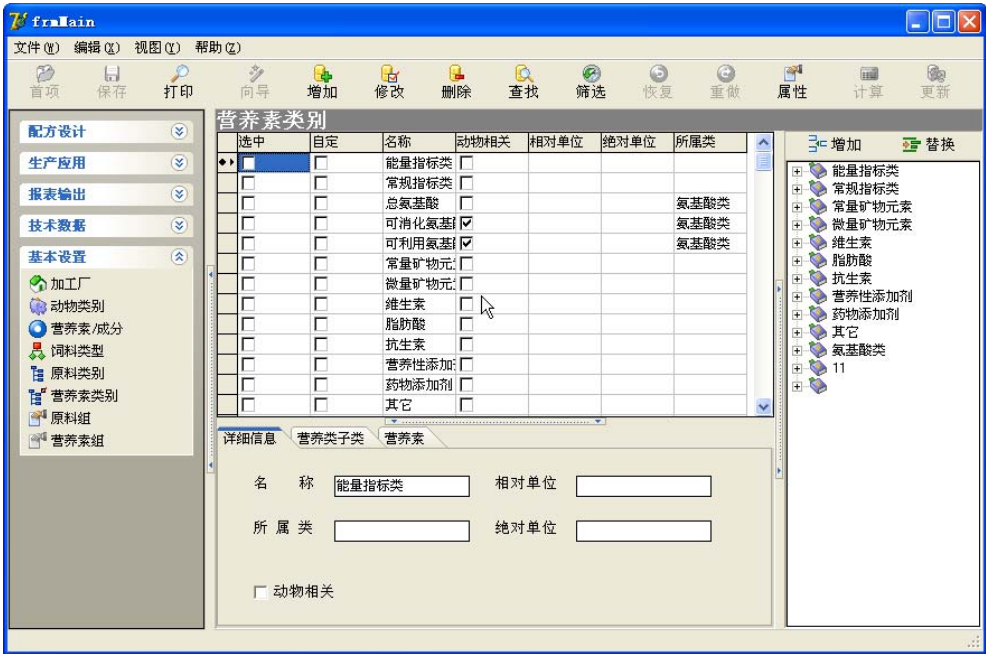 frmMain
文件(W) 编辑(X) 视图(Y) 帮助(Z)
首项 保存 打印 向导 增加 修改 删除 查找 筛选 恢复 重做 属性 计算 更新
配方设计
生产应用
报表输出
技术数据
基本设置
加工厂
动物类别
营养素/成分
饲料类型
原料类别
营养素类别
原料组
营养素组
营养素类别
选中 自定 名称 动物相关 相对单位 绝对单位 所属类
能量指标类
常规指标类
总氨基酸 氨基酸类
可消化氨基 氨基酸类
可利用氨基 氨基酸类
常量矿物元
微量矿物元
维生素
脂肪酸
抗生素
营养性添加
药物添加剂
其它
详细信息 营养类子类 营养素
名 称 能量指标类 相对单位
所 属 类 绝对单位
动物相关
增加 替换
能量指标类
常规指标类
常量矿物元素
微量矿物元素
维生素
脂肪酸
抗生素
营养性添加剂
药物添加剂
其它
氨基酸类
11